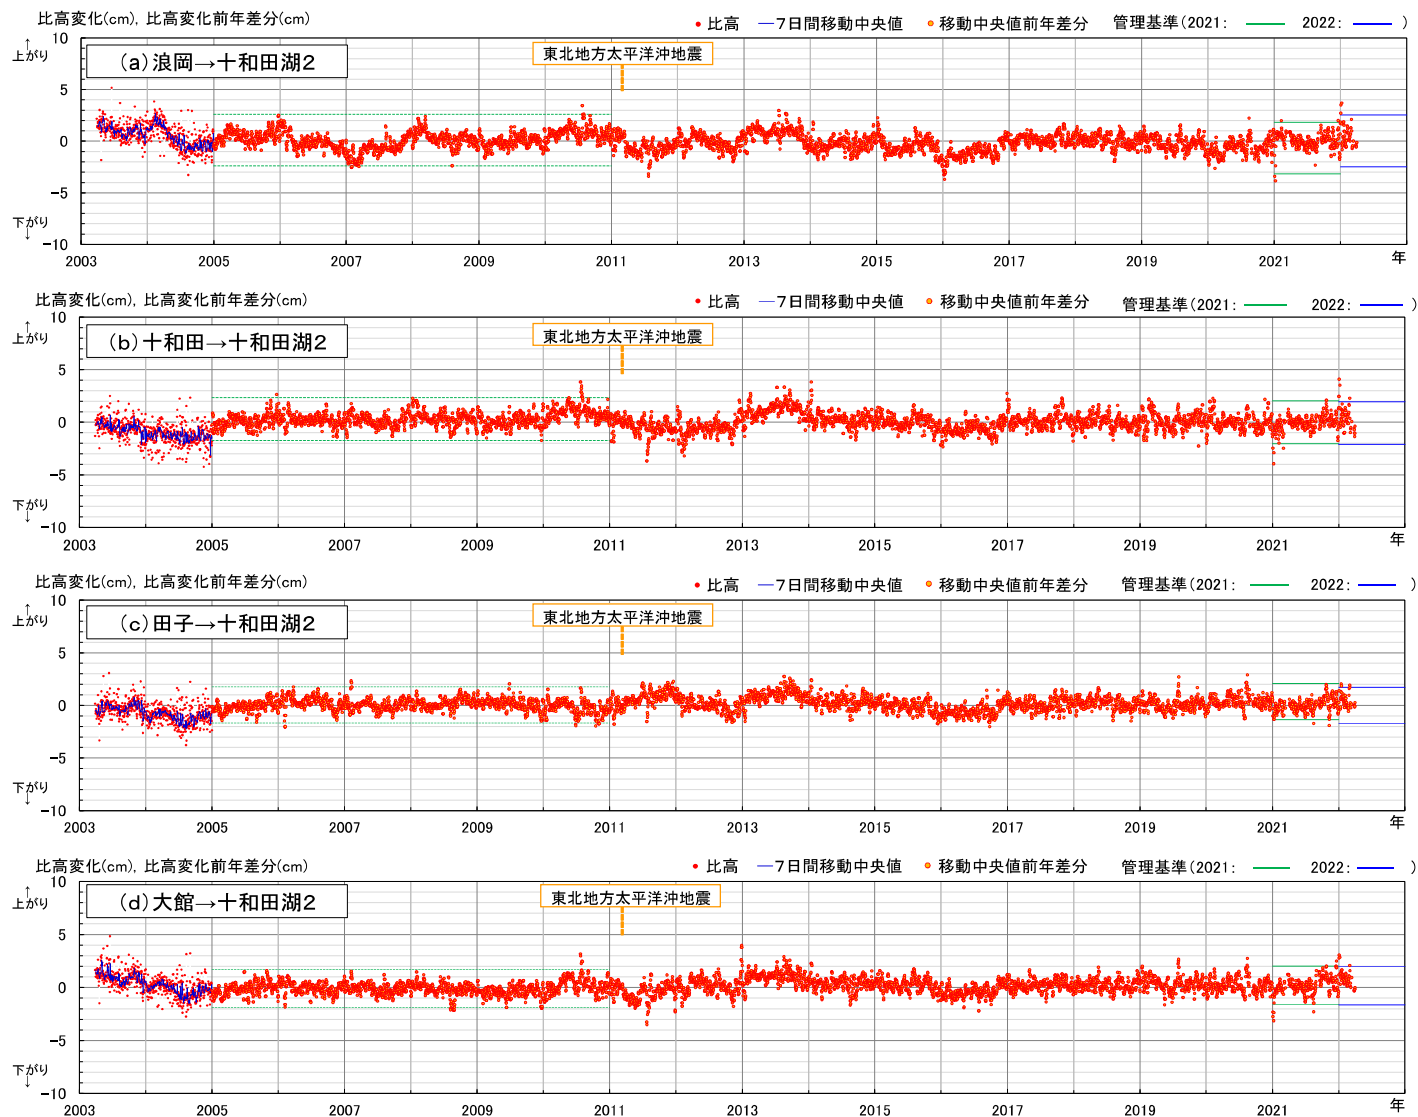 比高変化(cm), 比高変化前年差分(cm)
● 比高 ―7日間移動中央値 ● 移動中央値前年差分 管理基準(2021: ― 2022: ― )
10
↑
上がり
東北地方太平洋沖地震
(a)浪岡→十和田湖2
5
0
-5
下がり
↓
-10
2003 2005 2007 2009 2011 2013 2015 2017 2019 2021 年
比高変化(cm), 比高変化前年差分(cm)
● 比高 ―7日間移動中央値 ● 移動中央値前年差分 管理基準(2021: ― 2022: ― )
10
↑
上がり
東北地方太平洋沖地震
(b)十和田→十和田湖2
5
0
-5
下がり
↓
-10
2003 2005 2007 2009 2011 2013 2015 2017 2019 2021 年
比高変化(cm), 比高変化前年差分(cm)
● 比高 ―7日間移動中央値 ● 移動中央値前年差分 管理基準(2021: ― 2022: ― )
10
↑
上がり
東北地方太平洋沖地震
(c)田子→十和田湖2
5
0
-5
下がり
↓
-10
2003 2005 2007 2009 2011 2013 2015 2017 2019 2021 年
比高変化(cm), 比高変化前年差分(cm)
● 比高 ―7日間移動中央値 ● 移動中央値前年差分 管理基準(2021: ― 2022: ― )
10
↑
上がり
東北地方太平洋沖地震
(d)大館→十和田湖2
5
0
-5
下がり
↓
-10
2003 2005 2007 2009 2011 2013 2015 2017 2019 2021 年